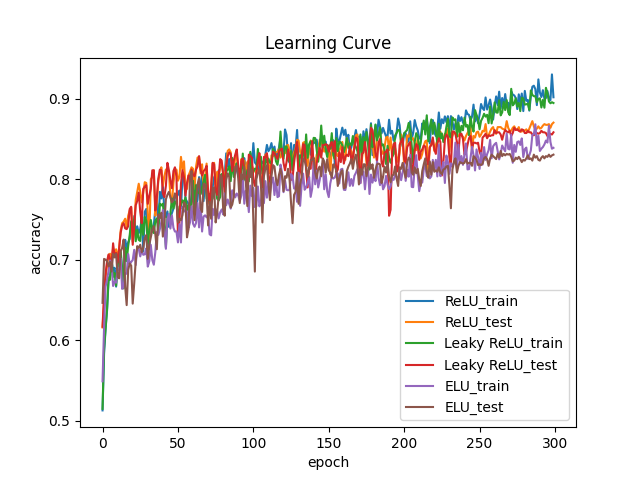 Learning Curve
accuracy
0.9
0.8
0.7
0.6
0.5
0
50
100
150
200
250
300
epoch
ReLU_train
ReLU_test
Leaky ReLU_train
Leaky ReLU_test
ELU_train
ELU_test